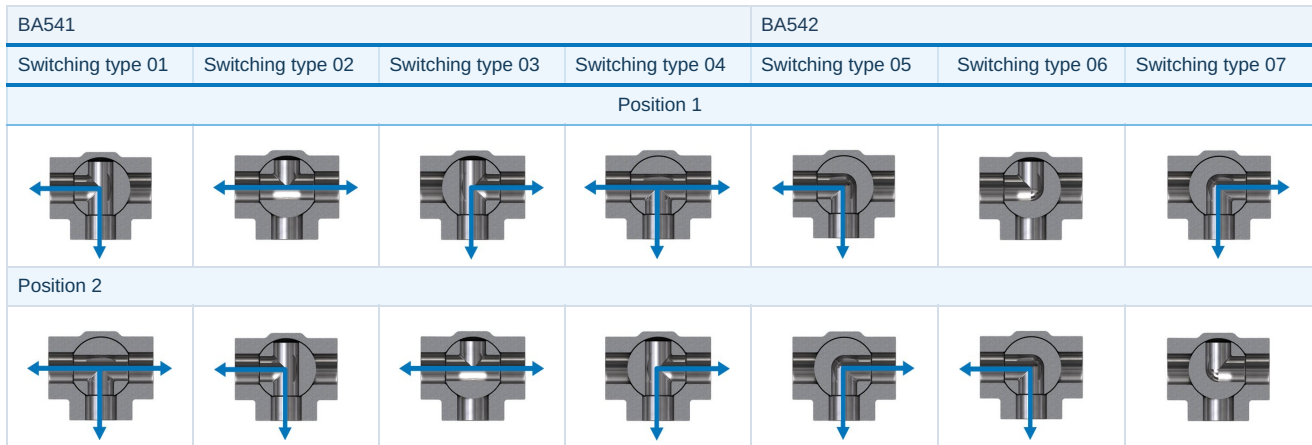 BA541 BA542
Switching type 01 Switching type 02 Switching type 03 Switching type 04 Switching type 05 Switching type 06 Switching type 07
Position 1
Position 2